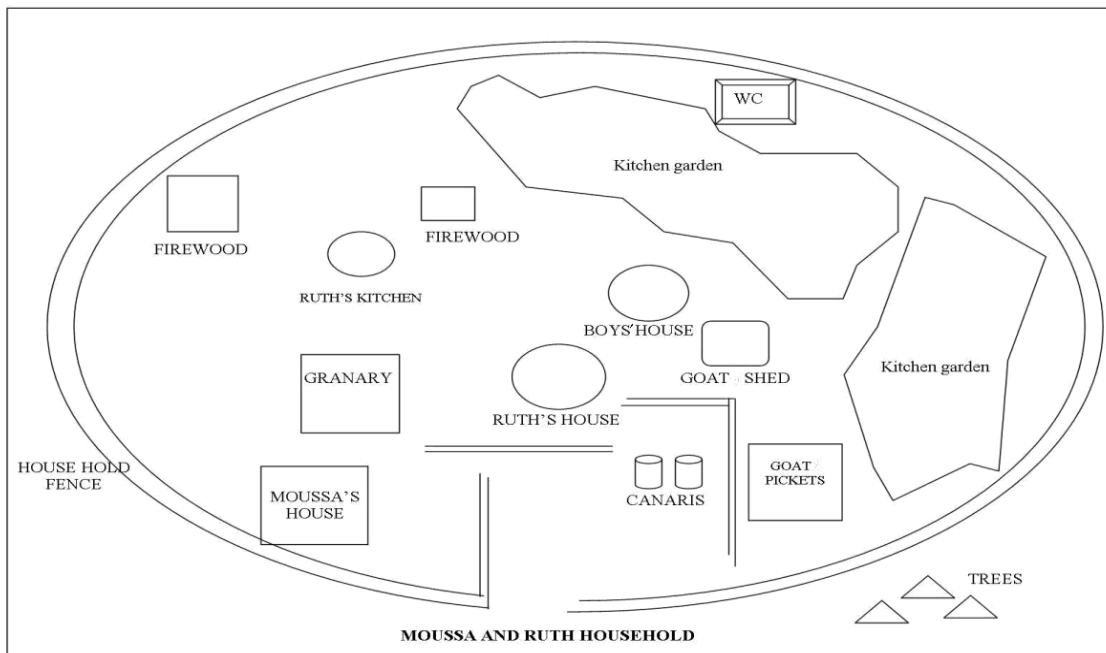 WC
Kitchen garden
FIREWOOD
FIREWOOD
RUTH'S KITCHEN
BOYS'HOUSE
GRANARY
GOAT SHED
Kitchen garden
RUTH'S HOUSE
HOUSE HOLD
FENCE
MOUSSA'S
HOUSE
CANARIS
GOAT
PICKETS
TREES
MOUSSA AND RUTH HOUSEHOLD